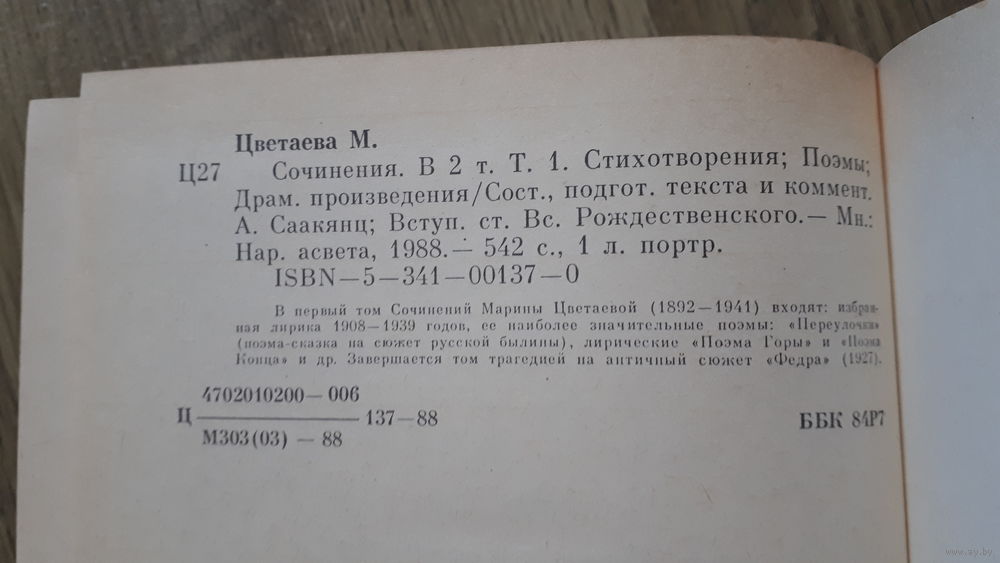 Цветаева М.
Ц27 Сочинения. В 2 т. Т. 1. Стихотворения; Поэмы;
Драм. произведения/Сост., подгот. текста и коммент.
А. Саакянц; Вступ. ст. Вс. Рождественского.— Мн.:
Нар. асвета, 1988.— 542 с., 1 л. портр.
ISBN—5—341—00137—0
В первый том Сочинений Марины Цветаевой (1892—1941) входят: избран-
ная лирика 1908—1939 годов, ее наиболее значительные поэмы: «Переулочки»
(поэма-сказка на сюжет русской былины), лирические «Поэма Горы» и «Поэма
Конца» и др. Завершается том трагедией на античный сюжет «Федра» (1927).
4702010200—006
Ц 137—88
М303(03) — 88
ББК 84Р7
www.ay.by